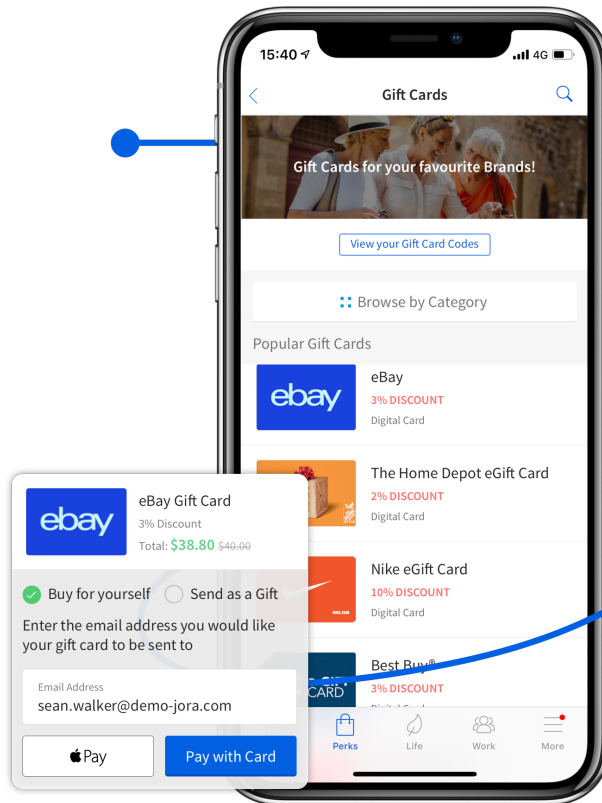 15:40
4G
Gift Cards
Gift Cards for your favourite Brands!
View your Gift Card Codes
Browse by Category
Popular Gift Cards
ebay
eBay
3% DISCOUNT
Digital Card
The Home Depot eGift Card
2% DISCOUNT
Digital Card
Nike eGift Card
10% DISCOUNT
Digital Card
NIKE.COM
Best Buy®
3% DISCOUNT
CARD
Perks
Life
Work
More
ebay
eBay Gift Card
3% Discount
Total: $38.80 $40.00
Buy for yourself
Send as a Gift
Enter the email address you would like
your gift card to be sent to
Email Address
sean.walker@demo-jora.com
Pay
Pay with Card